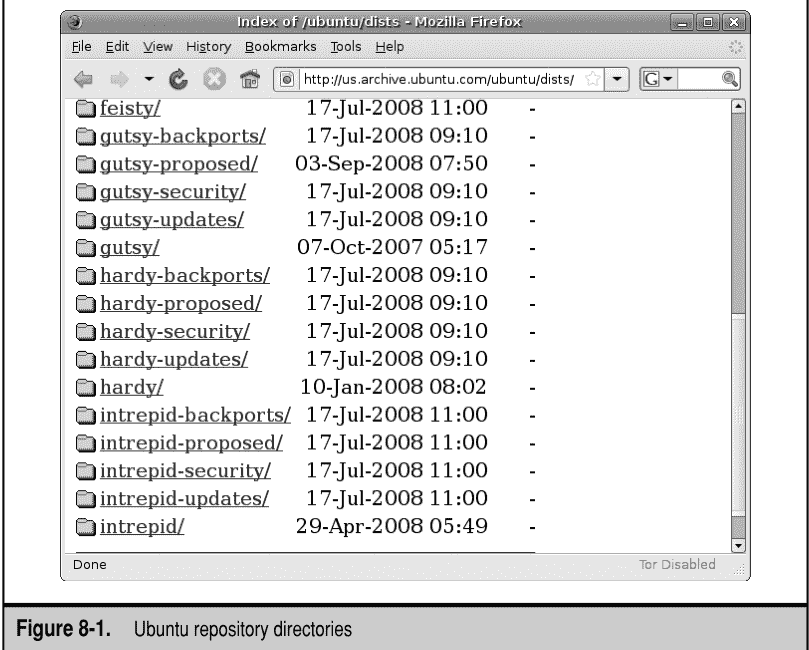 Index of /ubuntu/dists - Mozilla Firefox
File Edit View History Bookmarks Tools Help
http://us.archive.ubuntu.com/ubuntu/dists/ G
feisty/ 17-Jul-2008 11:00 -
gutsy-backports/ 17-Jul-2008 09:10 -
gutsy-proposed/ 03-Sep-2008 07:50 -
gutsy-security/ 17-Jul-2008 09:10 -
gutsy-updates/ 17-Jul-2008 09:10 -
gutsy/ 07-Oct-2007 05:17 -
hardy-backports/ 17-Jul-2008 09:10 -
hardy-proposed/ 17-Jul-2008 09:10 -
hardy-security/ 17-Jul-2008 09:10 -
hardy-updates/ 17-Jul-2008 09:10 -
hardy/ 10-Jan-2008 08:02 -
intrepid-backports/ 17-Jul-2008 11:00 -
intrepid-proposed/ 17-Jul-2008 11:00 -
intrepid-security/ 17-Jul-2008 11:00 -
intrepid-updates/ 17-Jul-2008 11:00 -
intrepid/ 29-Apr-2008 05:49 -
Done Tor Disabled
Figure 8-1. Ubuntu repository directories